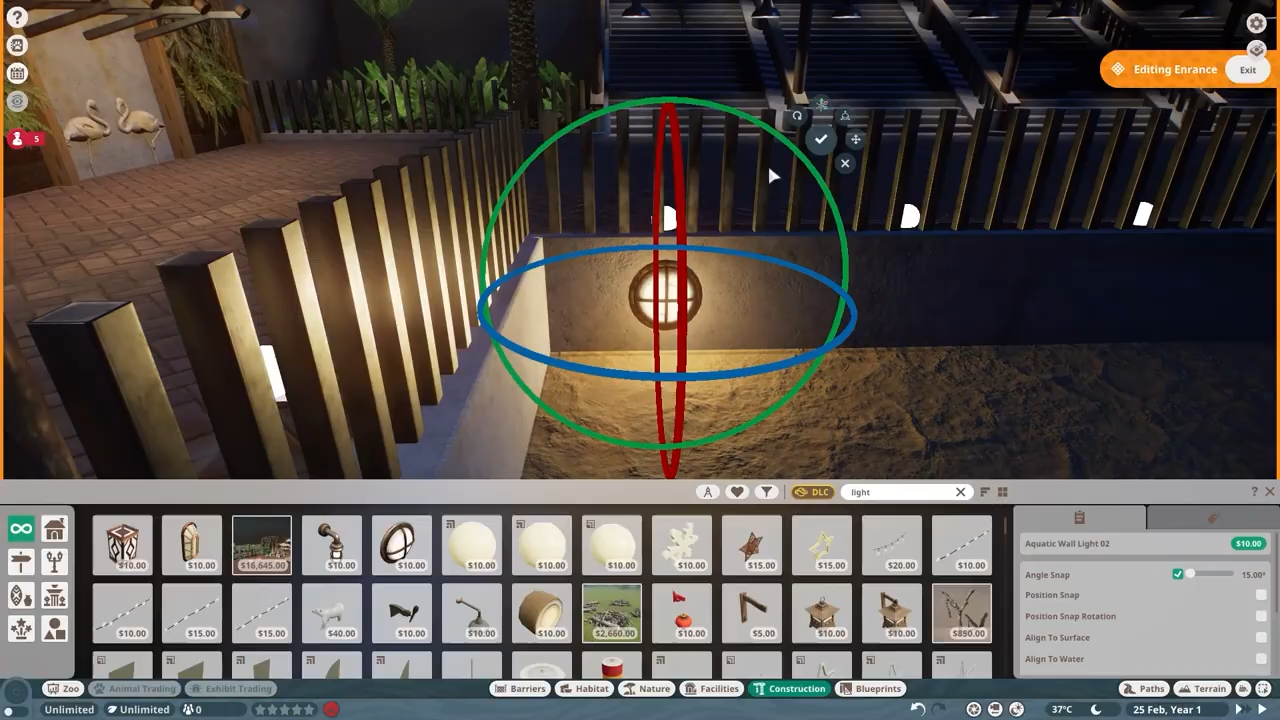 ?
5
Editing Enrance
Exit
DLC
light
?
$10.00
$10.00
$16,645.00
$10.00
$10.00
$10.00
$10.00
$10.00
$10.00
$15.00
$15.00
$20.00
$10.00
$10.00
$15.00
$15.00
$40.00
$10.00
$10.00
$10.00
$2,660.00
$10.00
$5.00
$10.00
$10.00
$890.00
Aquatic Wall Light 02
$10.00
Angle Snap
15.00°
Position Snap
Position Snap Rotation
Align To Surface
Align To Water
Zoo
Animal Trading
Exhibit Trading
Barriers
Habitat
Nature
Facilities
Construction
Blueprints
Paths
Terrain
Unlimited
Unlimited
0
37°C
25 Feb, Year 1